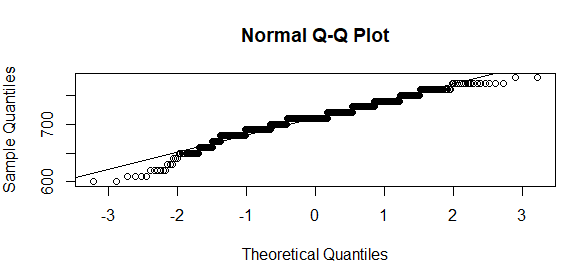 Normal Q-Q Plot
Sample Quantiles
700
600
-3 -2 -1 0 1 2 3
Theoretical Quantiles